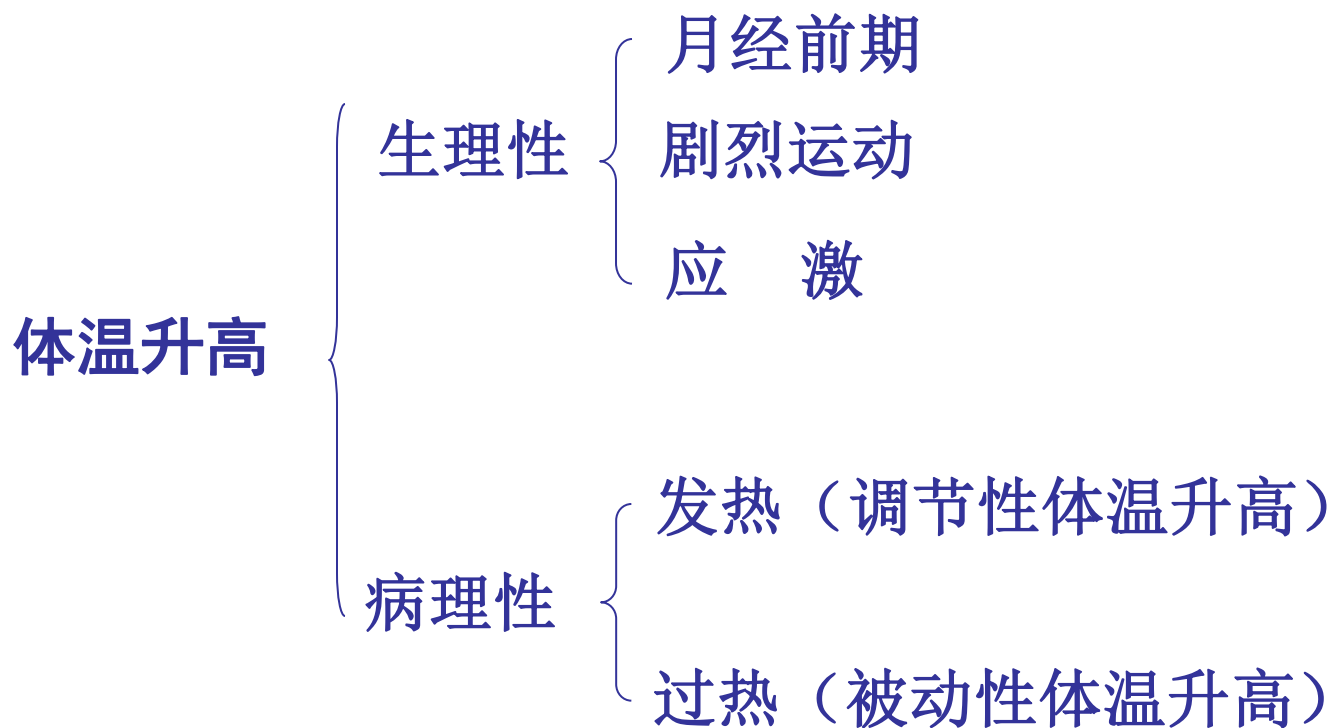 月经前期
生理性
剧烈运动
应 激
体温升高
发热（调节性体温升高）
病理性
过热（被动性体温升高）